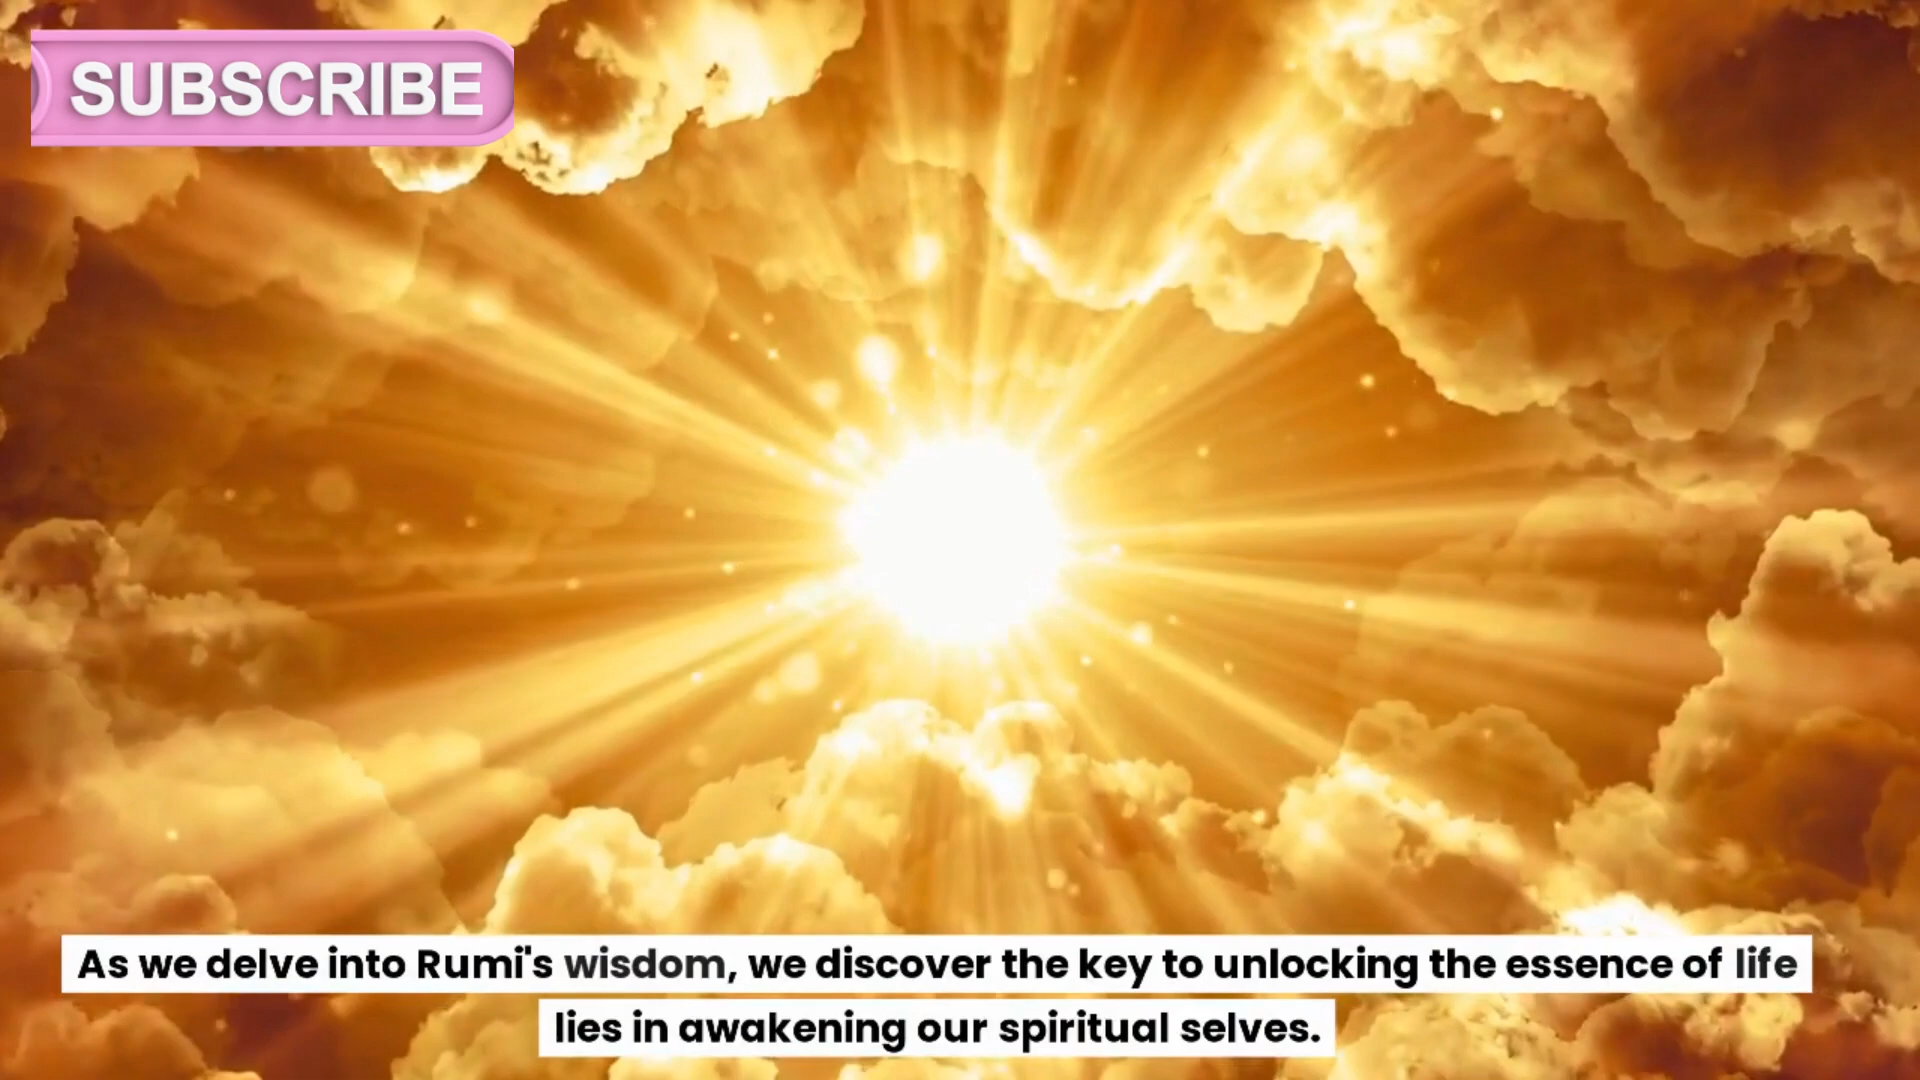 SUBSCRIBE
As we delve into Rumi's wisdom, we discover the key to unlocking the essence of life
lies in awakening our spiritual selves.